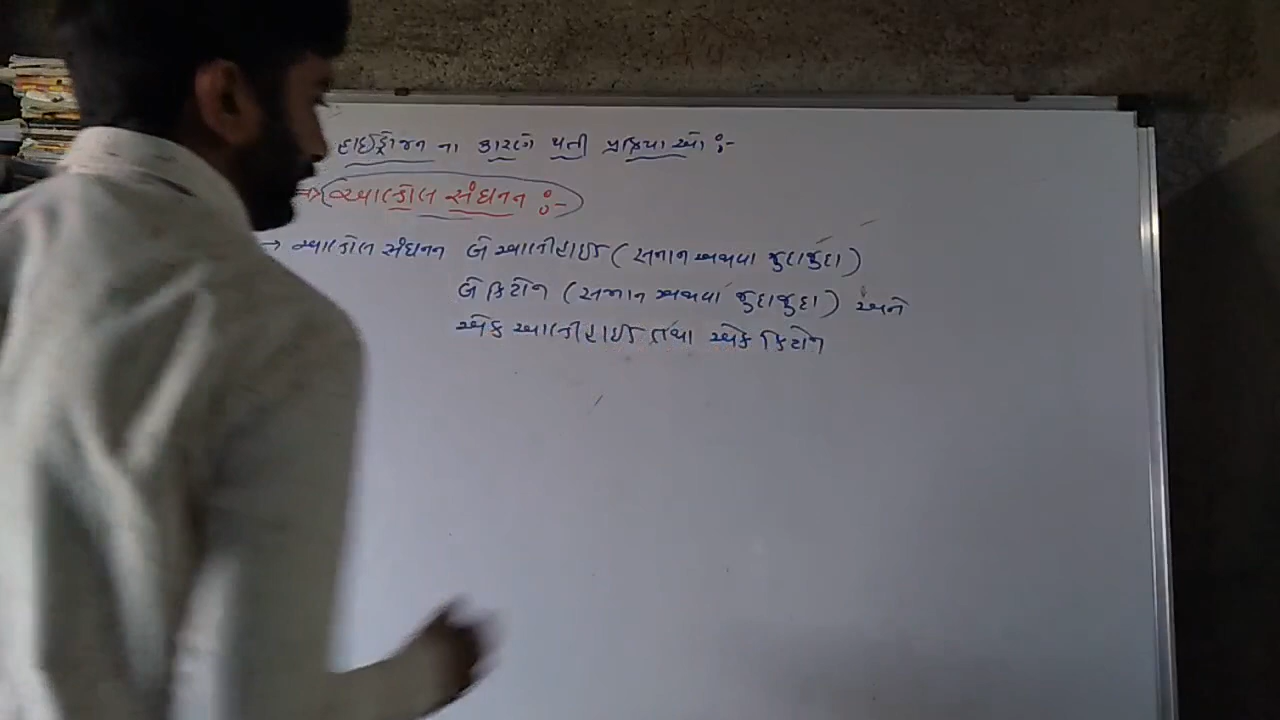 હાઇડ્રોજન ના કારણે થતી પ્રક્રિયાઓ :-
→ આલ્ડોલ સંઘનન :-
→ આલ્ડોલ સંઘનન બે આલ્ડીહાઇડ (સમાન અથવા જુદાજુદા)
બે કિટોન (સમાન અથવા જુદાજુદા) અને
એક આલ્ડીહાઇડ તથા એક કિટોન